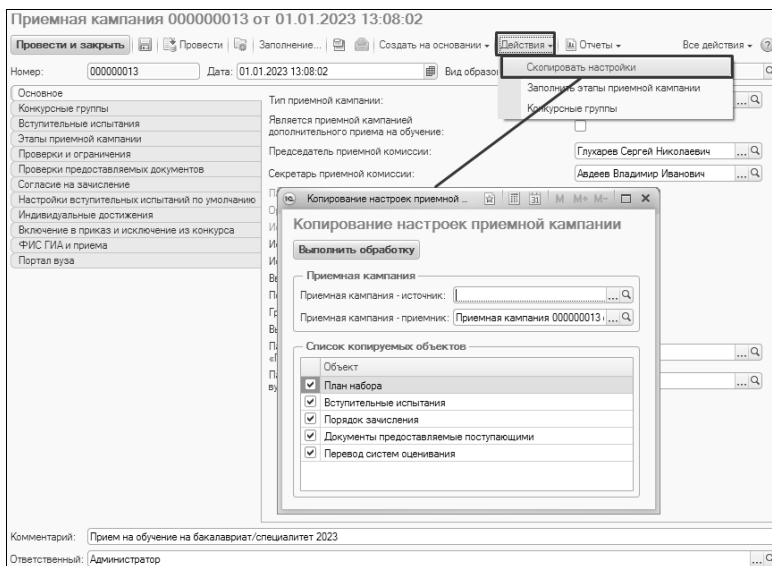 Приемная кампания 000000013 от 01.01.2023 13:08:02
Провести и закрыть Провести Заполнение... Создать на основании Действия Отчеты Все действия
Номер: 000000013 Дата: 01.01.2023 13:08:02 Вид образо
Скопировать настройки
Заполнить этапы приемной кампании
Конкурсные группы
Основное
Конкурсные группы
Вступительные испытания
Этапы приемной кампании
Проверки и ограничения
Проверки предоставляемых документов
Согласие на зачисление
Настройки вступительных испытаний по умолчанию
Индивидуальные достижения
Включение в приказ и исключение из конкурса
ФИС ГИА и приема
Портал вуза
Тип приемной кампании:
Является приемной кампанией
дополнительного приема на обучение:
Председатель приемной комиссии: Глухарев Сергей Николаевич ...
Секретарь приемной комиссии: Авдеев Владимир Иванович ...
Копирование настроек приемной ... M M+ M-
Копирование настроек приемной кампании
Выполнить обработку
Приемная кампания
Приемная кампания - источник: ...
Приемная кампания - приемник: Приемная кампания 000000013 ...
Список копируемых объектов
Объект
План набора
Вступительные испытания
Порядок зачисления
Документы предоставляемые поступающими
Перевод систем оценивания
Комментарий: Прием на обучение на бакалавриат/специалитет 2023
Ответственный: Администратор ...